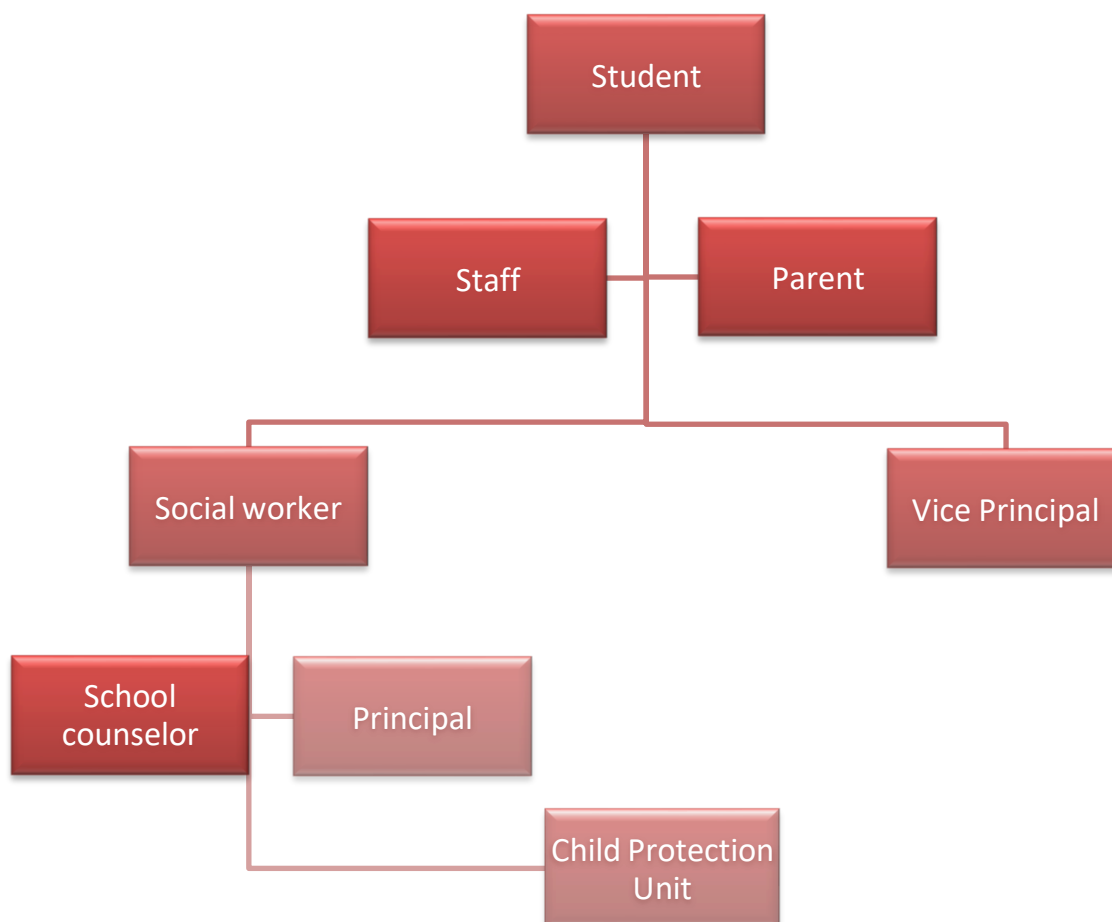 Student
Staff
Parent
Social worker
Vice Principal
School
counselor
Principal
Child Protection
Unit